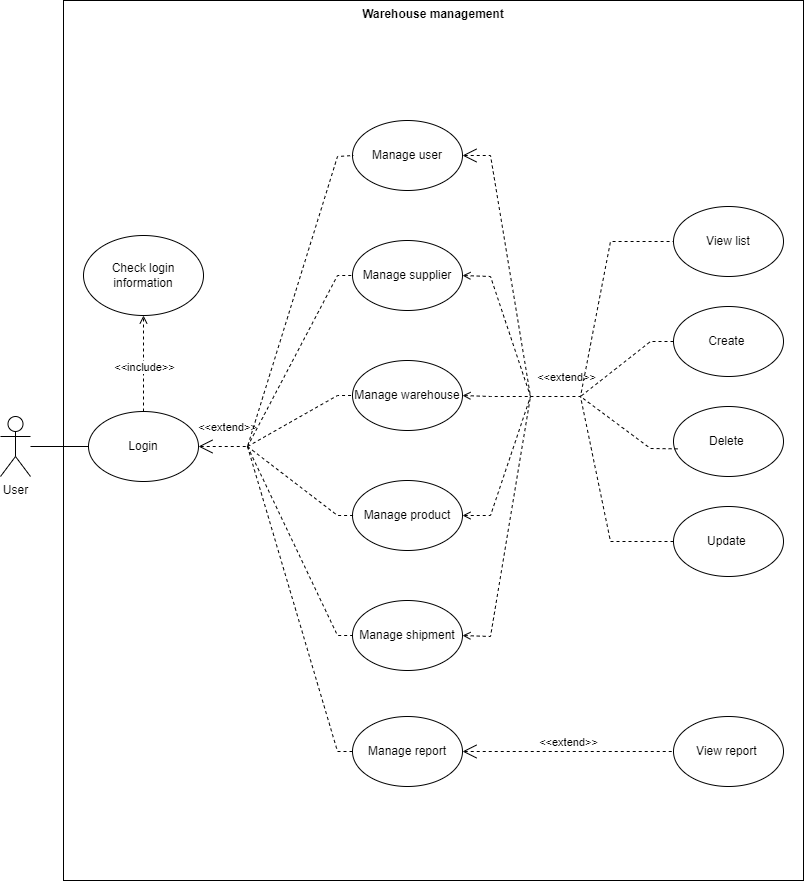 Warehouse management
Manage user
View list
Check login
information
Manage supplier
Create
<<include>>
<<extend>>
Manage warehouse
<<extend>>
Login
Delete
User
Manage product
Update
Manage shipment
<<extend>>
Manage report
View report